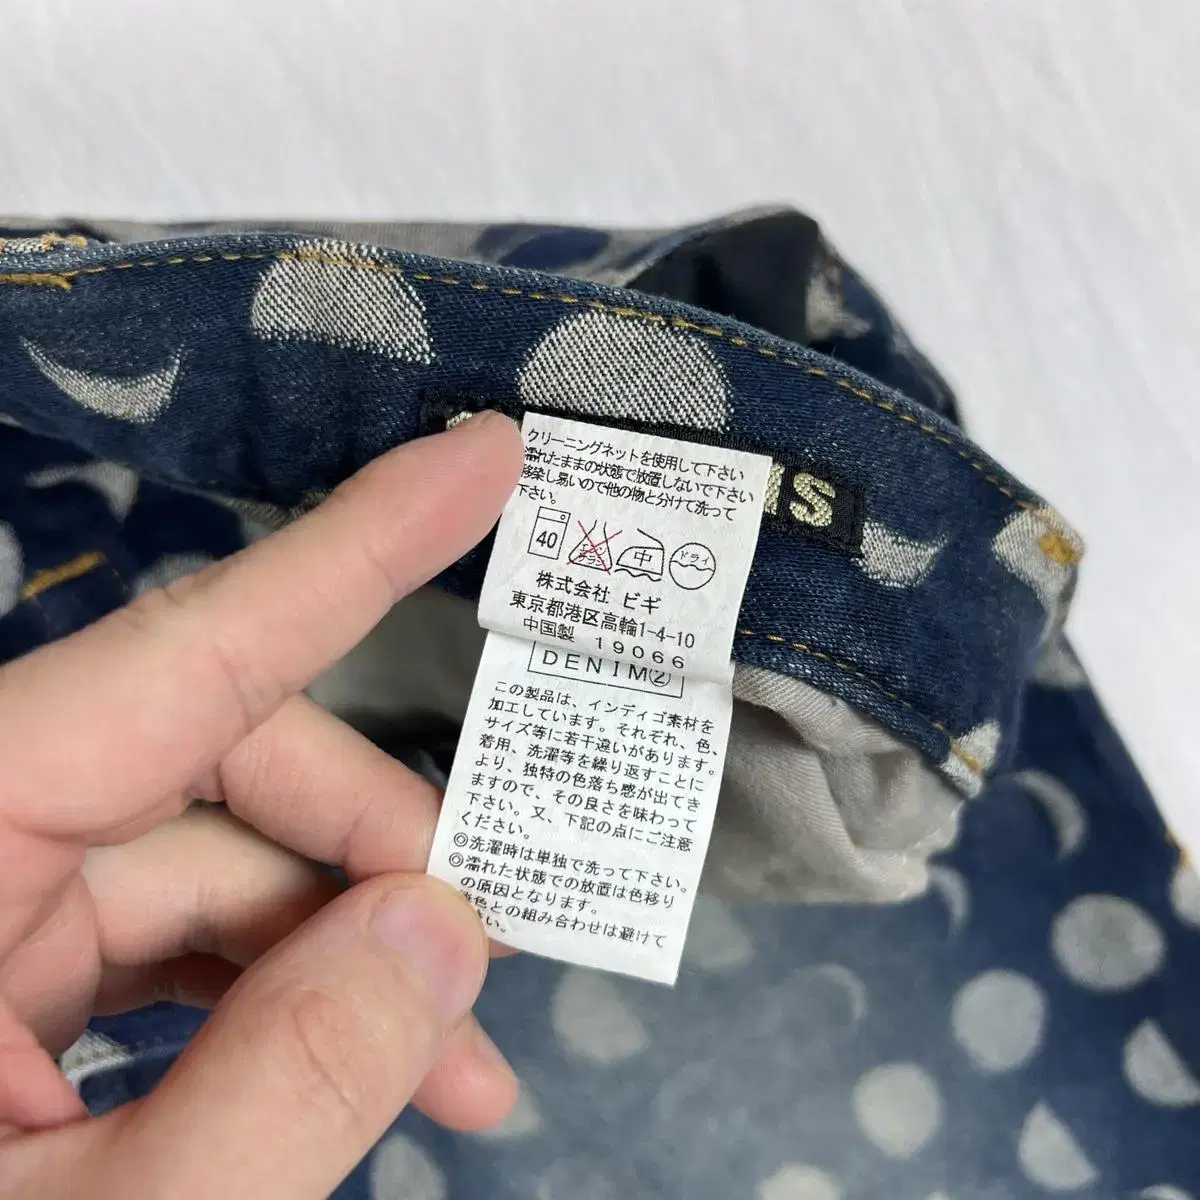 クリーニングネットを使用して下さい
濡れたままの状態で放置しないで下さい
移染し易いので他の物と分けて洗って
下さい。
40 エンソ サラシ 中 ドライ
株式会社 ビギ
東京都港区高輪1-4-10
中国製 19066
DENIM②
この製品は、インディゴ素材を
加工しています。それぞれ、色、
サイズ等に若干違いがあります。
着用、洗濯等を繰り返すことに
より、独特の色落ち感が出てき
ますので、その良さを味わって
下さい。又、下記の点にご注意
ください。
◎洗濯時は単独で洗って下さい。
◎濡れた状態での放置は色移り
の原因となります。
色との組み合わせは避けて
さい。